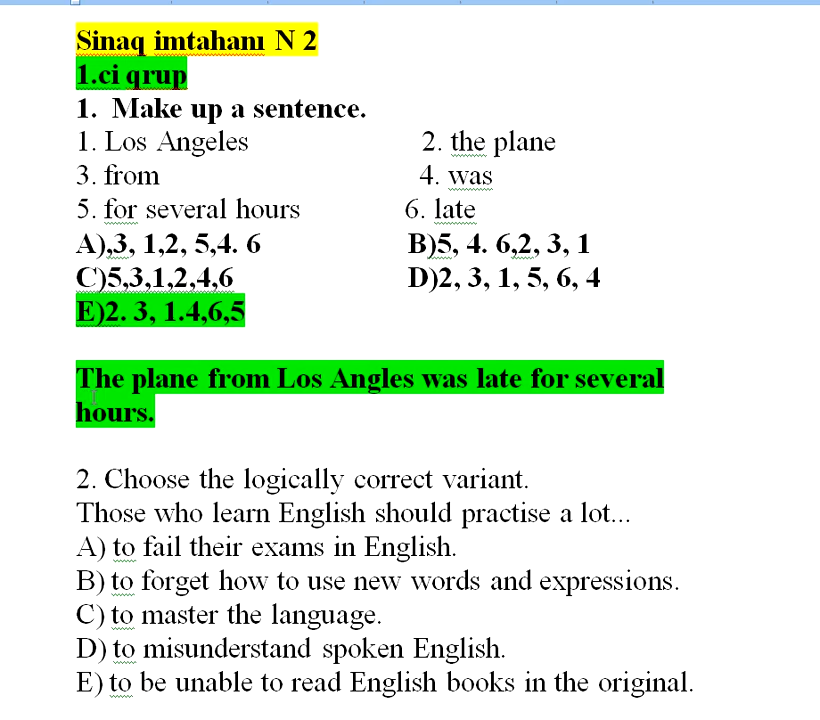 Sinaq imtahanı N 2
1.ci qrup
1. Make up a sentence.
1. Los Angeles 2. the plane
3. from 4. was
5. for several hours 6. late
A),3, 1,2, 5,4. 6 B)5, 4. 6,2, 3, 1
C)5,3,1,2,4,6 D)2, 3, 1, 5, 6, 4
E)2. 3, 1.4,6,5
The plane from Los Angles was late for several
hours.
2. Choose the logically correct variant.
Those who learn English should practise a lot...
A) to fail their exams in English.
B) to forget how to use new words and expressions.
C) to master the language.
D) to misunderstand spoken English.
E) to be unable to read English books in the original.